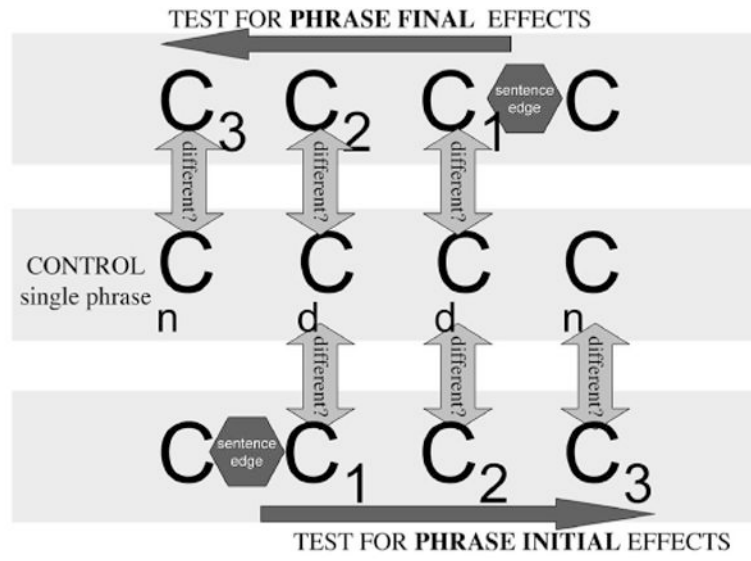 TEST FOR PHRASE FINAL EFFECTS
C3 C2 C1 sentence edge C
different? different? different?
CONTROL
single phrase
C C C C
n d d n
different? different? different?
C sentence edge C1 C2 C3
TEST FOR PHRASE INITIAL EFFECTS